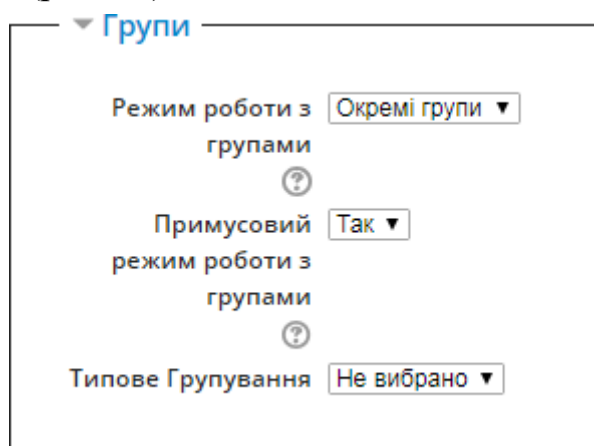 Групи
Режим роботи з Окремі групи
групами
Примусовий Так
режим роботи з
групами
Типове Групування Не вибрано